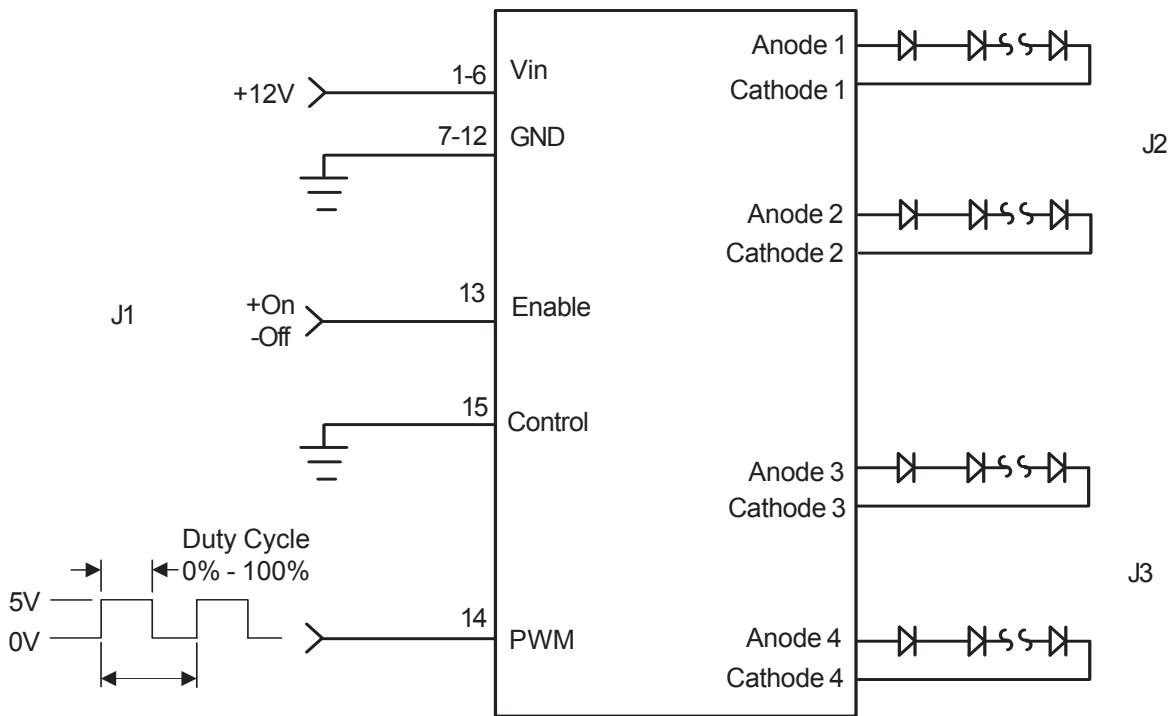 Anode 1
Cathode 1
J2
+12V
1-6
Vin
7-12
GND
Anode 2
Cathode 2
J1
+On
-Off
13
Enable
15
Control
Anode 3
Cathode 3
J3
Duty Cycle
0% - 100%
5V
0V
14
PWM
Anode 4
Cathode 4